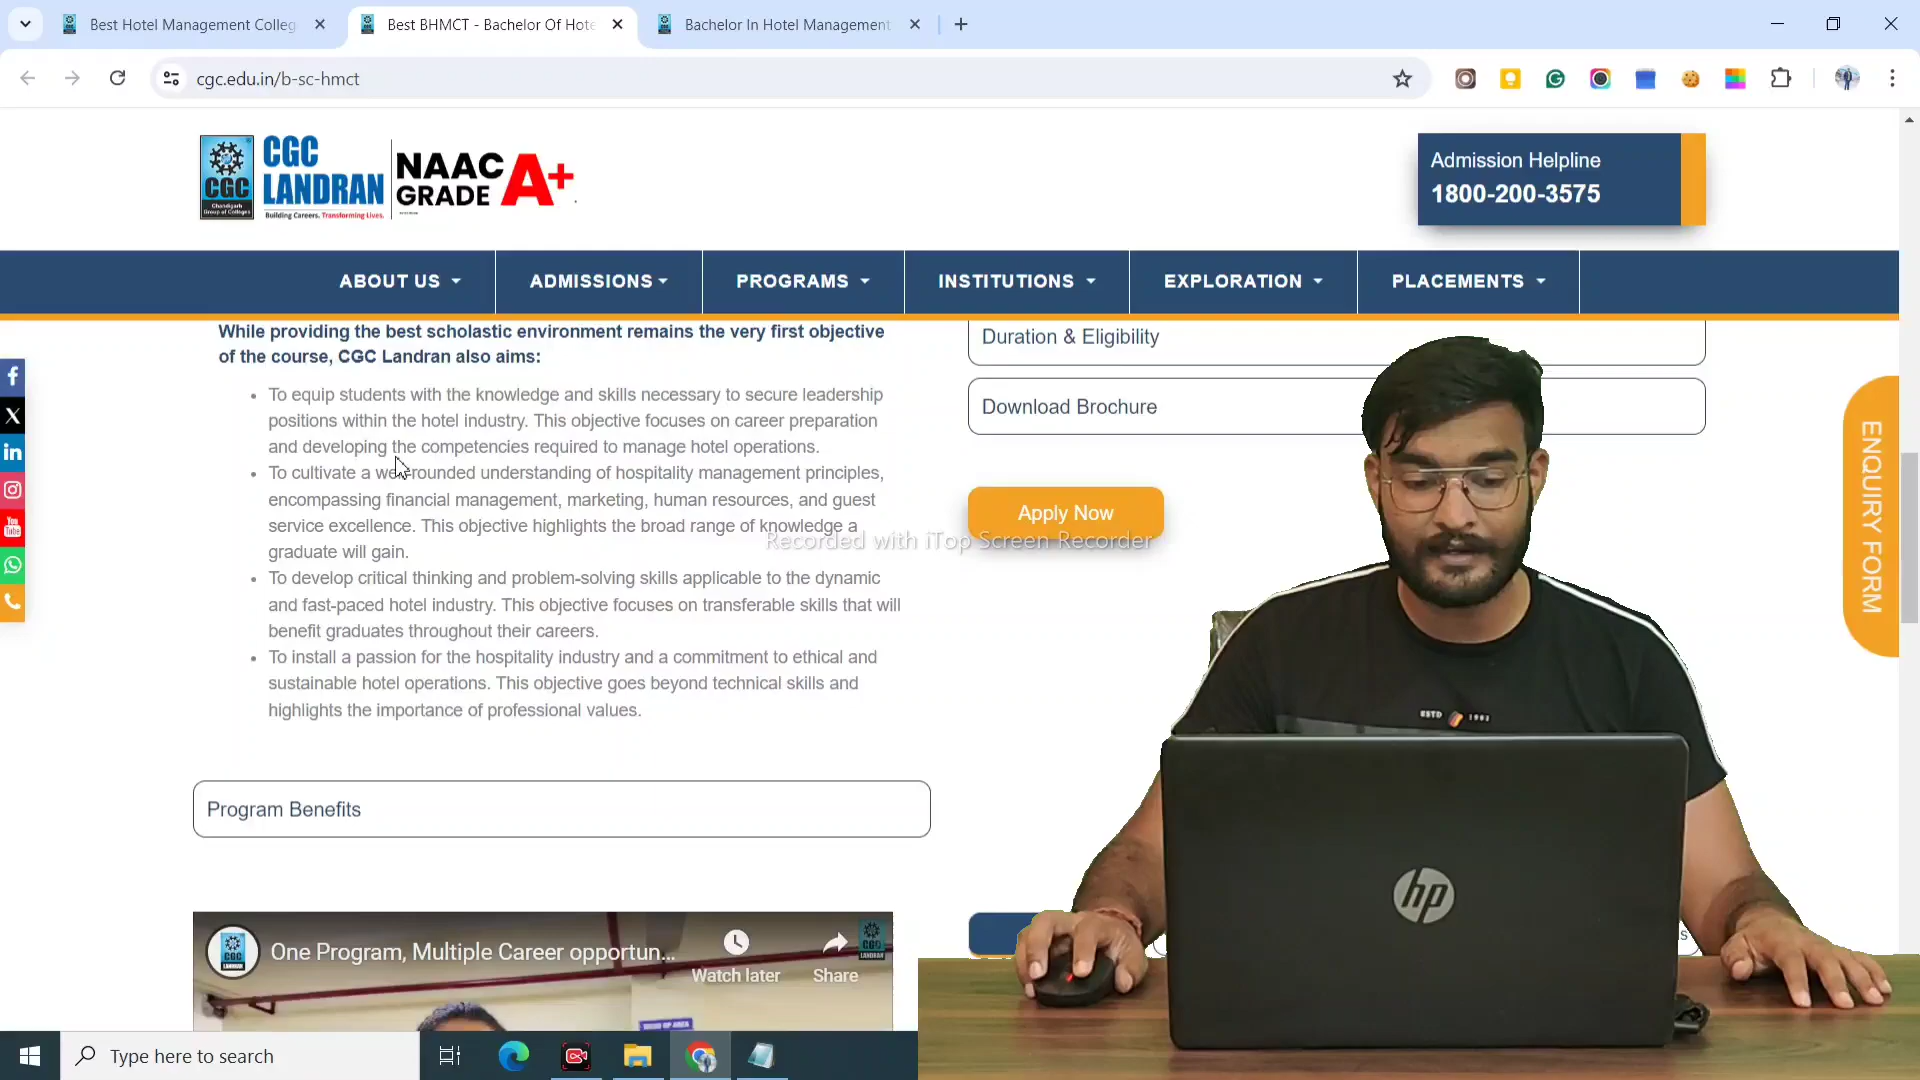 Best Hotel Management Colleg
Best BHMCT - Bachelor Of Hote
Bachelor In Hotel Management
cgc.edu.in/b-sc-hmct
CGC
LANDRAN
CGC
Chandigarh
Group of Colleges
Building Careers. Transforming Lives.
NAAC
GRADE A+
Admission Helpline
1800-200-3575
ABOUT US
ADMISSIONS
PROGRAMS
INSTITUTIONS
EXPLORATION
PLACEMENTS
While providing the best scholastic environment remains the very first objective
of the course, CGC Landran also aims:
To equip students with the knowledge and skills necessary to secure leadership
positions within the hotel industry. This objective focuses on career preparation
and developing the competencies required to manage hotel operations.
To cultivate a well-rounded understanding of hospitality management principles,
encompassing financial management, marketing, human resources, and guest
service excellence. This objective highlights the broad range of knowledge a
graduate will gain.
To develop critical thinking and problem-solving skills applicable to the dynamic
and fast-paced hotel industry. This objective focuses on transferable skills that will
benefit graduates throughout their careers.
To install a passion for the hospitality industry and a commitment to ethical and
sustainable hotel operations. This objective goes beyond technical skills and
highlights the importance of professional values.
Duration & Eligibility
Download Brochure
Apply Now
Recorded with iTop Screen Recorder
ENQUIRY FORM
Program Benefits
One Program, Multiple Career opportun...
Watch later
Share
CGC
LANDRAN
ESTD 1983
hp
Type here to search